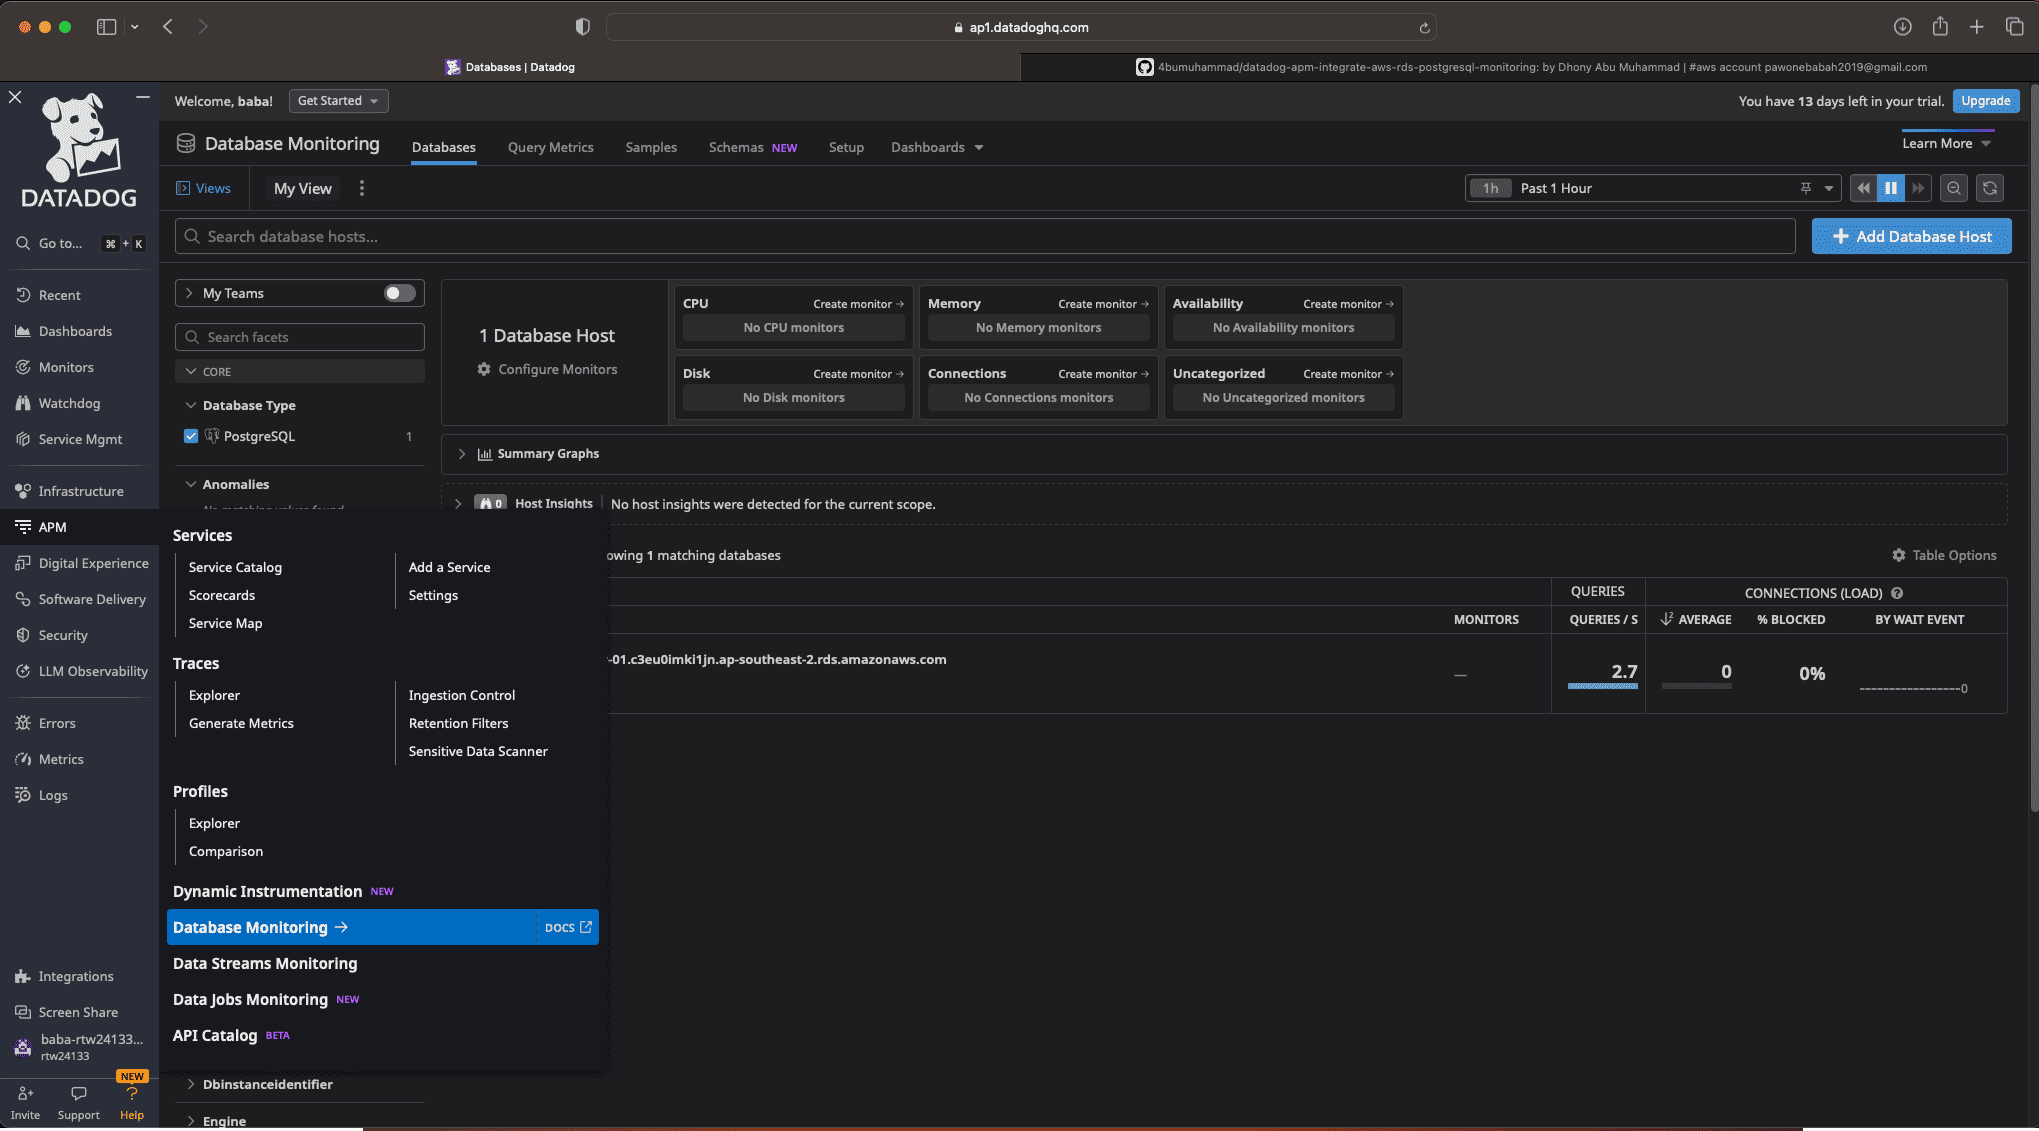 ap1.datadoghq.com
Databases | Datadog
4bumuhammad/datadog-apm-integrate-aws-rds-postgresql-monitoring: by Dhony Abu Muhammad | #aws account pawonebabah2019@gmail.com
DATADOG
Go to... ⌘ + K
Recent
Dashboards
Monitors
Watchdog
Service Mgmt
Infrastructure
APM
Digital Experience
Software Delivery
Security
LLM Observability
Errors
Metrics
Logs
Integrations
Screen Share
baba-rtw24133...
rtw24133
NEW
Invite Support Help
Welcome, baba! Get Started
You have 13 days left in your trial. Upgrade
Database Monitoring Databases Query Metrics Samples Schemas NEW Setup Dashboards Learn More
Views My View 1h Past 1 Hour
Search database hosts...
Add Database Host
My Teams
Search facets
CORE
Database Type
PostgreSQL 1
Anomalies
No matching values found
1 Database Host
Configure Monitors
CPU Create monitor →
No CPU monitors
Memory Create monitor →
No Memory monitors
Availability Create monitor →
No Availability monitors
Disk Create monitor →
No Disk monitors
Connections Create monitor →
No Connections monitors
Uncategorized Create monitor →
No Uncategorized monitors
Summary Graphs
0 Host Insights No host insights were detected for the current scope.
owing 1 matching databases
Table Options
QUERIES CONNECTIONS (LOAD)
MONITORS QUERIES / S AVERAGE % BLOCKED BY WAIT EVENT
-01.c3eu0imki1jn.ap-southeast-2.rds.amazonaws.com
— 2.7 0 0% 0
Services
Service Catalog
Scorecards
Service Map
Add a Service
Settings
Traces
Explorer
Generate Metrics
Ingestion Control
Retention Filters
Sensitive Data Scanner
Profiles
Explorer
Comparison
Dynamic Instrumentation NEW
Database Monitoring → DOCS
Data Streams Monitoring
Data Jobs Monitoring NEW
API Catalog BETA
Dbinstanceidentifier
Engine